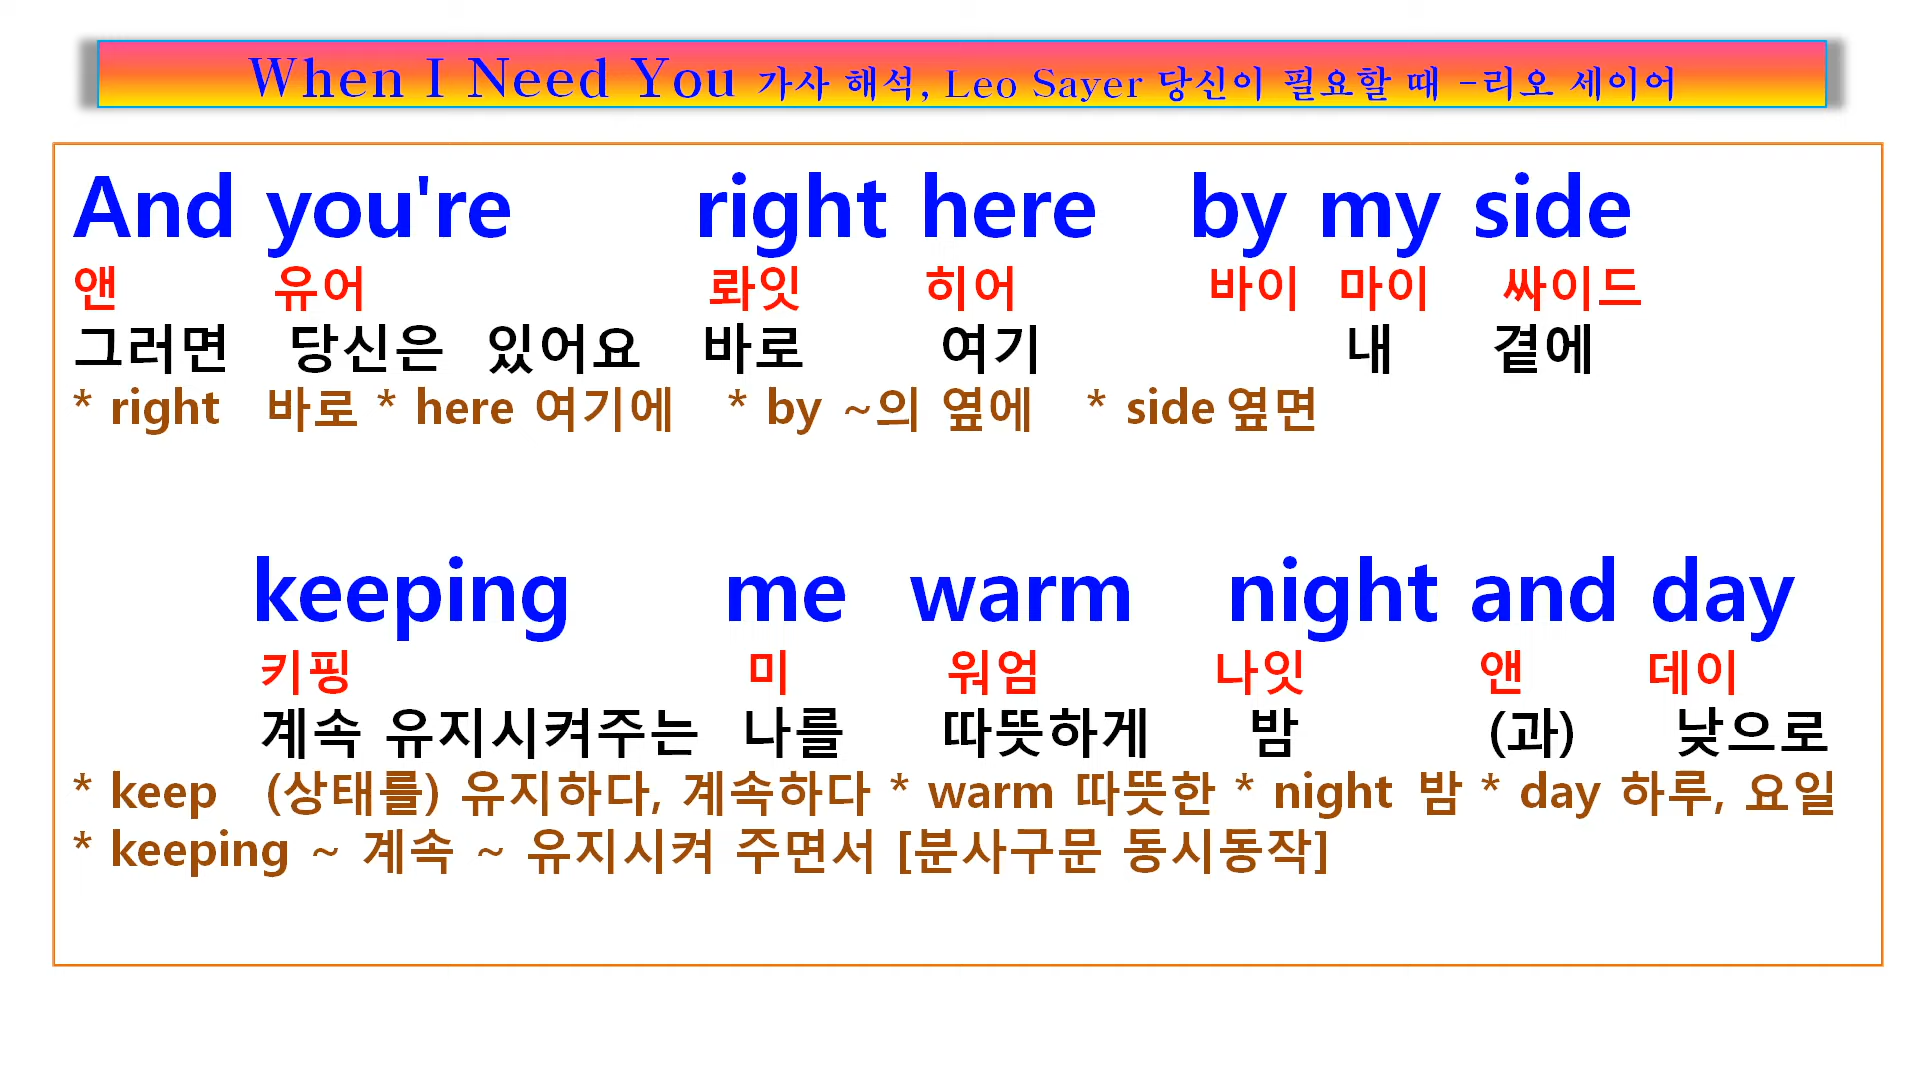 When I Need You 가사 해석, Leo Sayer 당신이 필요할 때 -리오 세이어
And you're right here by my side
앤 유어 롸잇 히어 바이 마이 싸이드
그러면 당신은 있어요 바로 여기 내 곁에
* right 바로 * here 여기에 * by ~의 옆에 * side 옆면
keeping me warm night and day
키핑 미 워엄 나잇 앤 데이
계속 유지시켜주는 나를 따뜻하게 밤 (과) 낮으로
* keep (상태를) 유지하다, 계속하다 * warm 따뜻한 * night 밤 * day 하루, 요일
* keeping ~ 계속 ~ 유지시켜 주면서 [분사구문 동시동작]